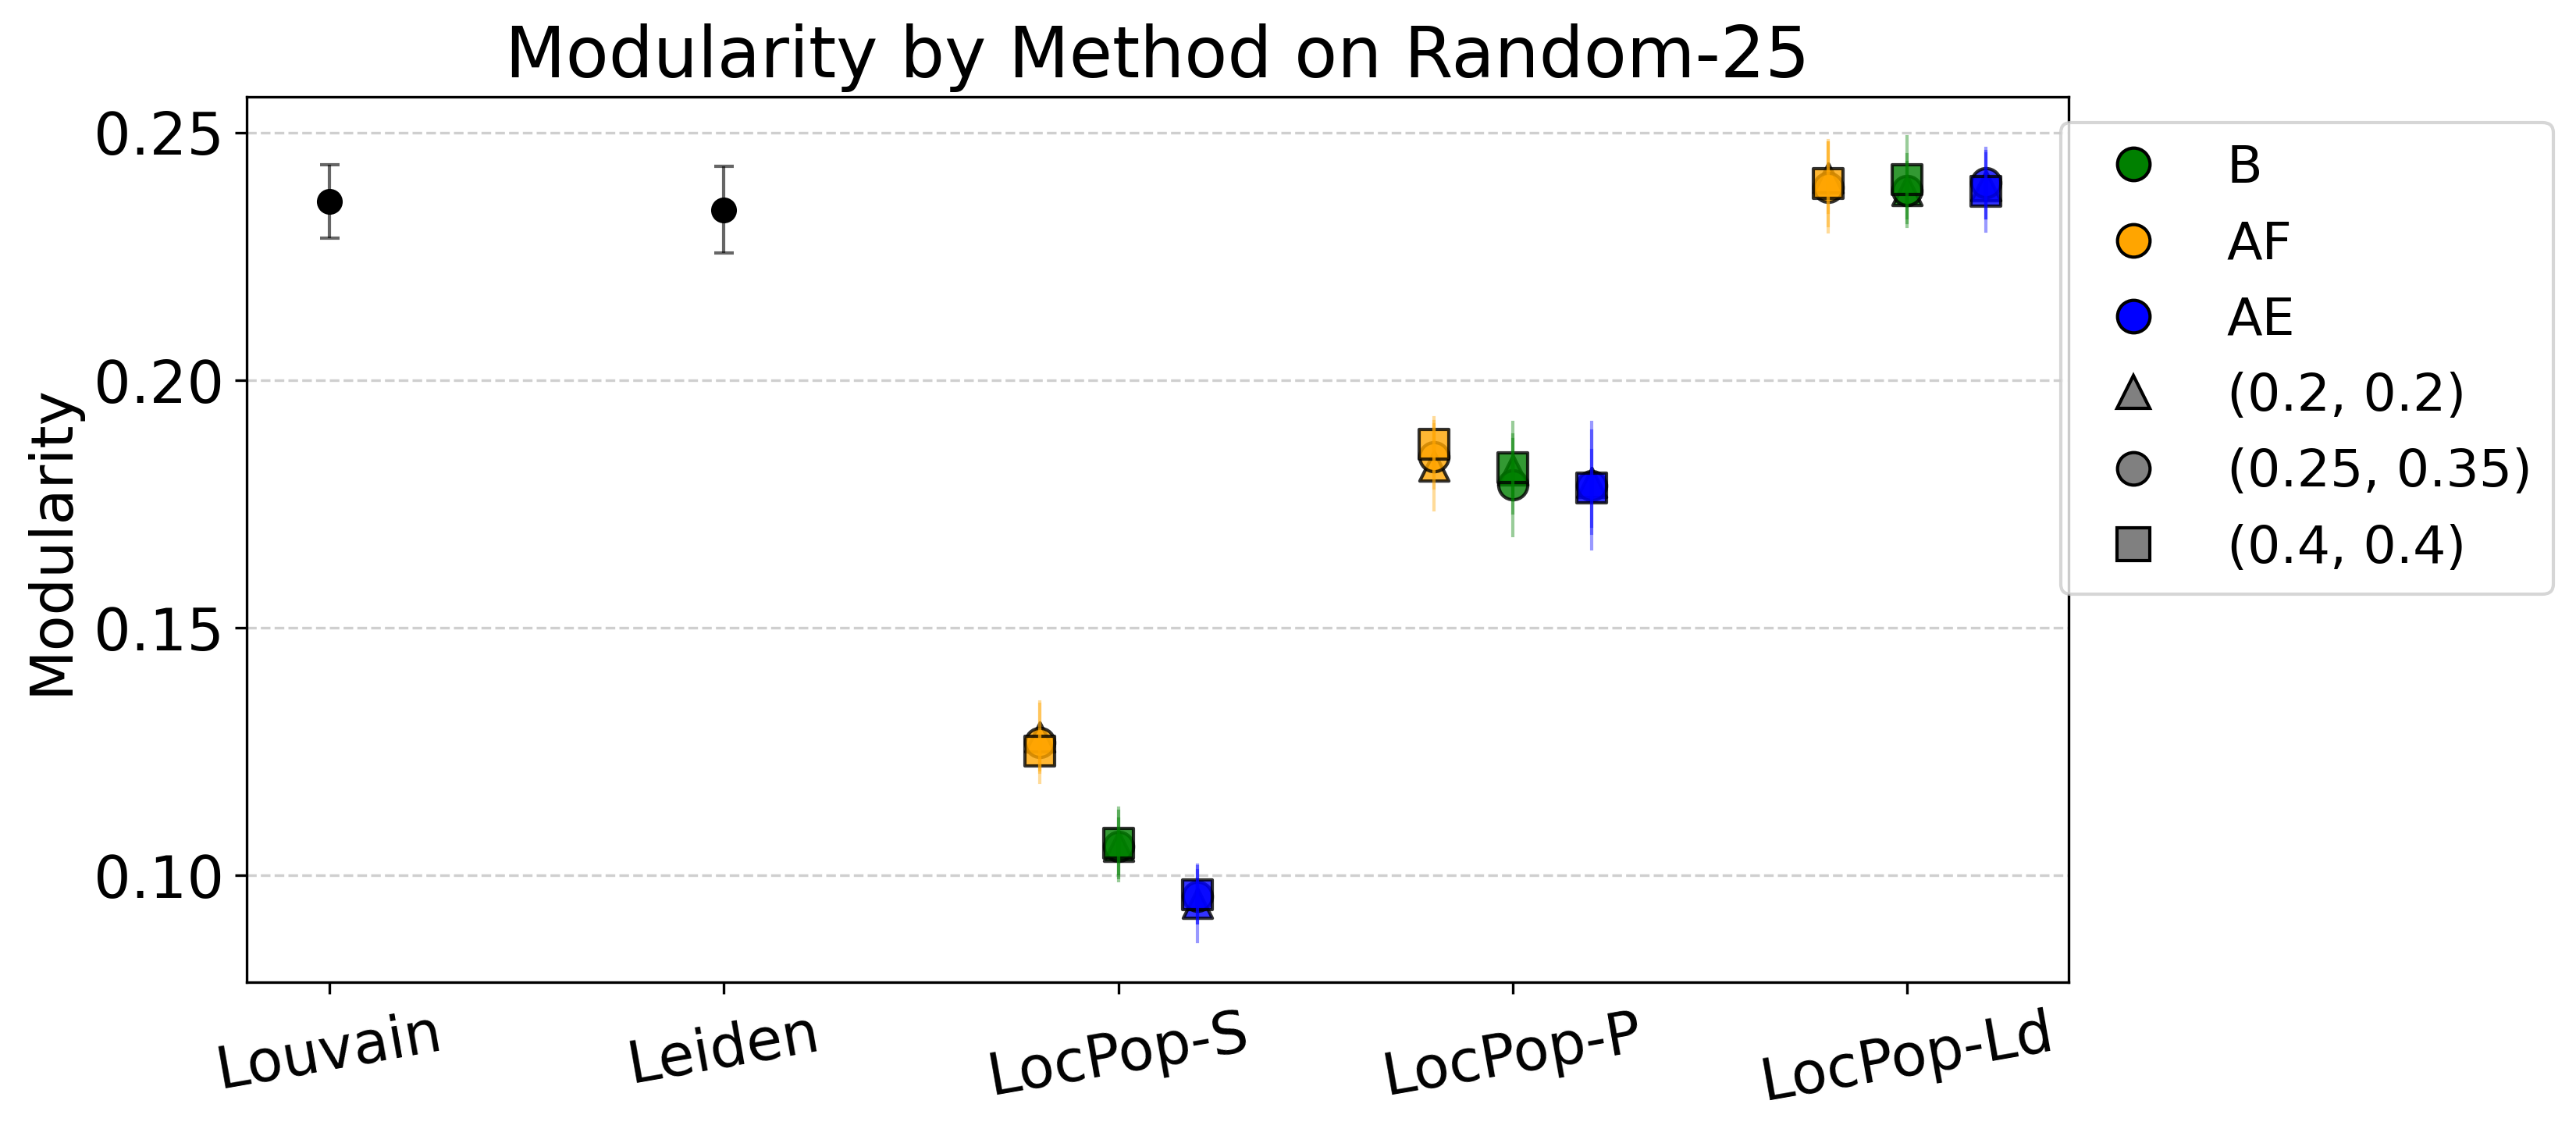 Modularity by Method on Random-25
Modularity
0.25
0.20
0.15
0.10
Louvain
Leiden
LocPop-S
LocPop-P
LocPop-Ld
B
AF
AE
(0.2, 0.2)
(0.25, 0.35)
(0.4, 0.4)